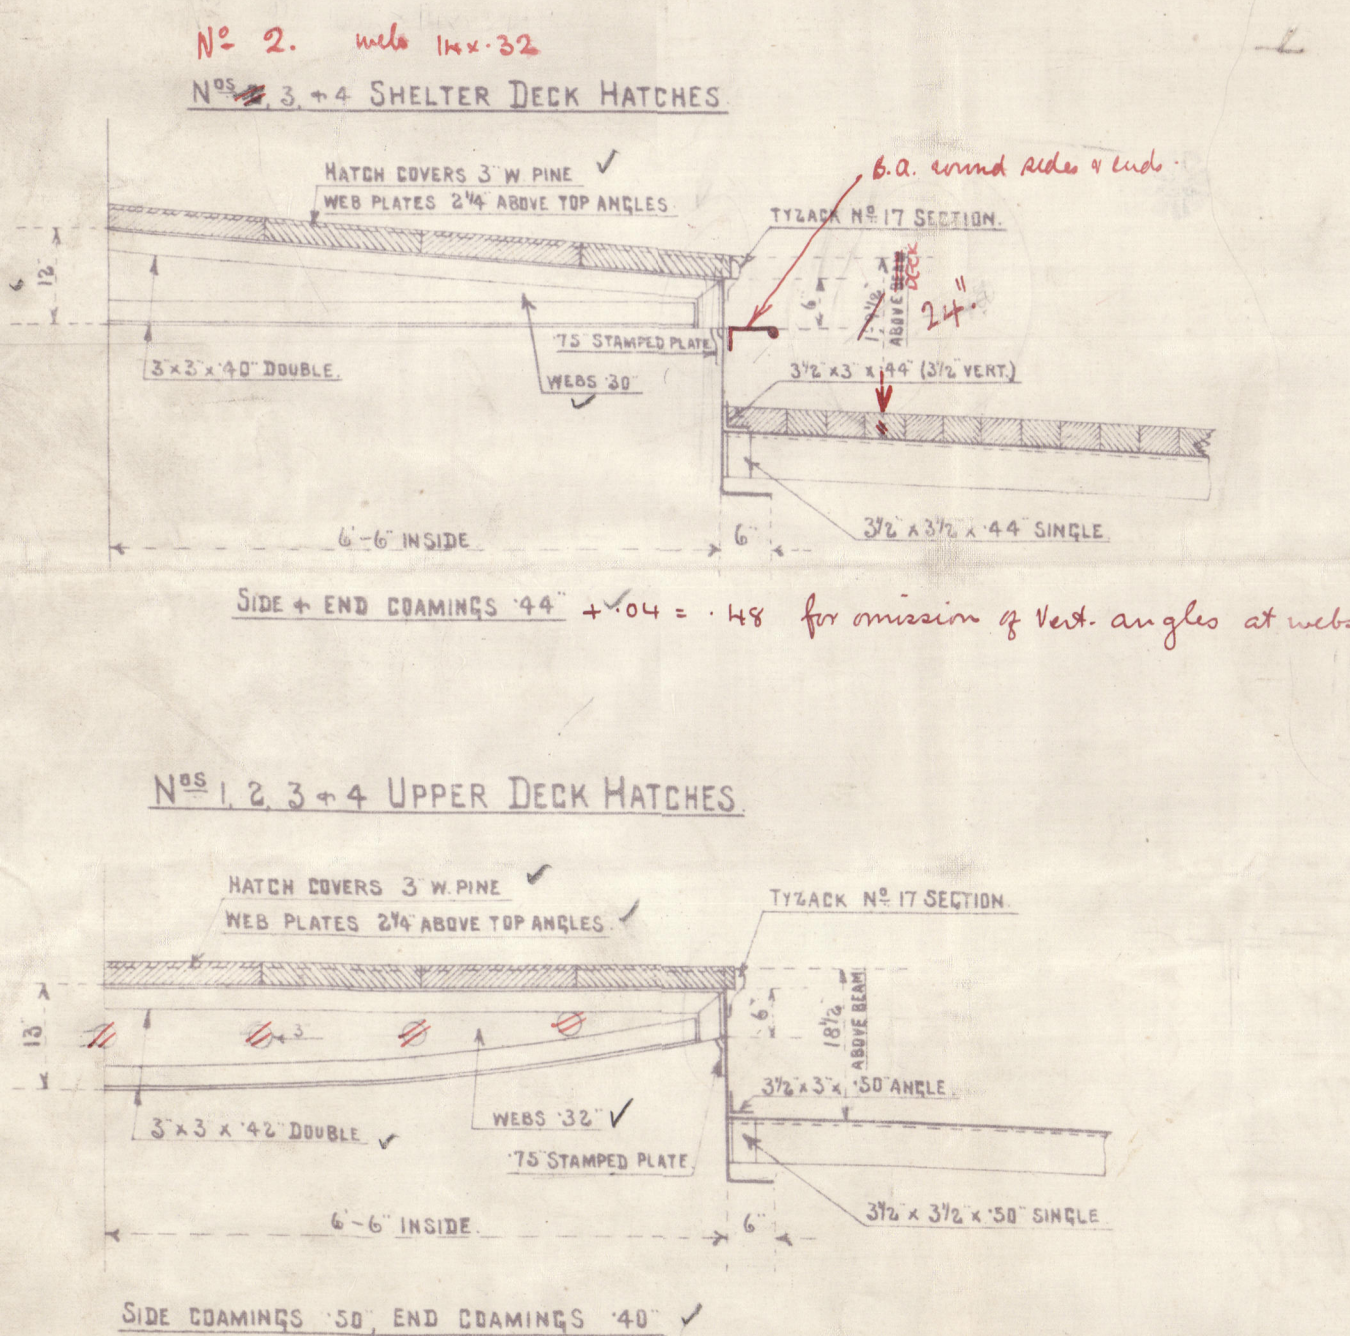 Nº 2. webs 14x.32
Nos 2, 3, + 4 SHELTER DECK HATCHES
HATCH COVERS 3" W. PINE
WEB PLATES 2¼" ABOVE TOP ANGLES.
B.A. round sides & ends.
TYZACK Nº 17 SECTION.
12"
6
6"
ABOVE BEAM
DECK
24"
·75" STAMPED PLATE
3"x3"x·40" DOUBLE.
WEBS ·30"
3½"x3"x·44" (3½" VERT.)
3½"x3½"x·44" SINGLE
6'-6" INSIDE
6"
SIDE + END COAMINGS ·44" + ·04 = ·48 for omission of Vert. angles at webs
Nos 1, 2, 3 + 4 UPPER DECK HATCHES.
HATCH COVERS 3" W. PINE
WEB PLATES 2¼" ABOVE TOP ANGLES.
TYZACK Nº 17 SECTION.
13"
3"
6"
18½"
ABOVE BEAM
3½"x3"x·50" ANGLE.
3"x3"x·42" DOUBLE
WEBS ·32"
·75" STAMPED PLATE
3½"x3½"x·50" SINGLE
6'-6" INSIDE.
6"
SIDE COAMINGS ·50", END COAMINGS ·40"